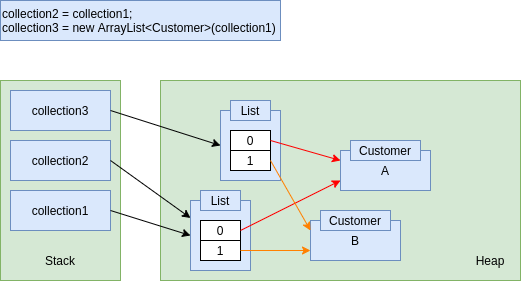 collection2 = collection1;
collection3 = new ArrayList<Customer>(collection1)
collection3
collection2
collection1
Stack
List
0
1
List
0
1
Customer
A
Customer
B
Heap